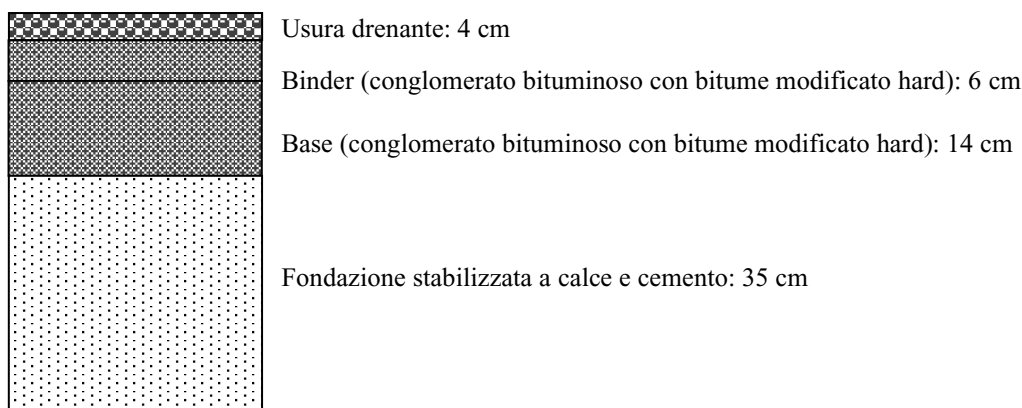 Usura drenante: 4 cm
Binder (conglomerato bituminoso con bitume modificato hard): 6 cm
Base (conglomerato bituminoso con bitume modificato hard): 14 cm
Fondazione stabilizzata a calce e cemento: 35 cm